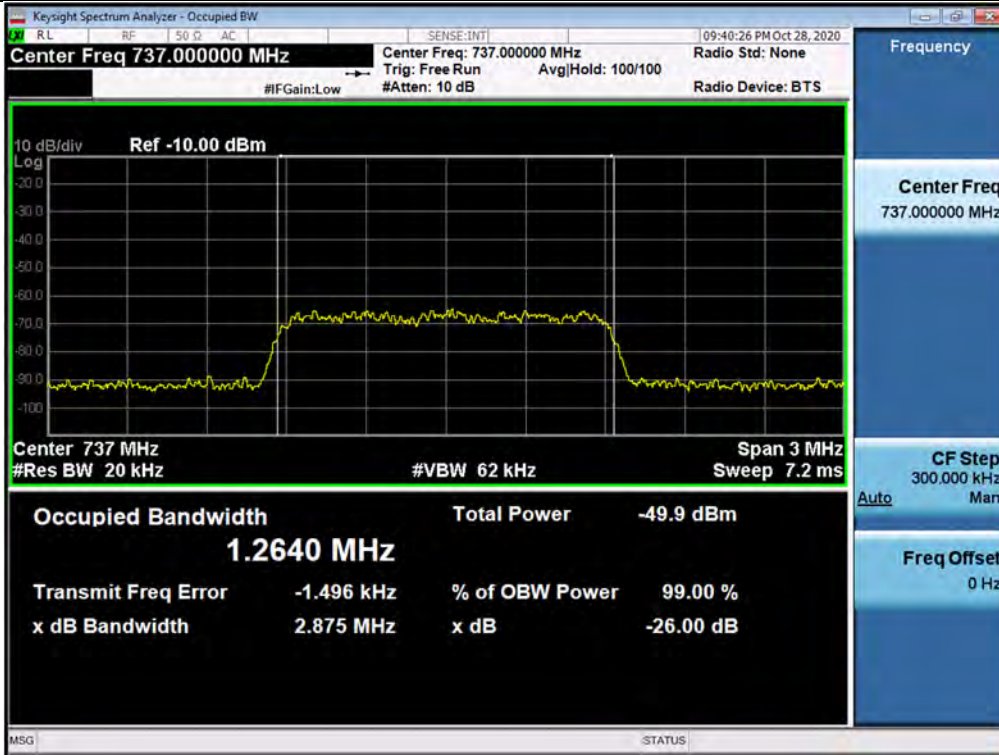 Keysight Spectrum Analyzer - Occupied BW
LXI RL RF 50 Ω AC SENSE:INT 09:40:26 PM Oct 28, 2020
Center Freq 737.000000 MHz
Center Freq: 737.000000 MHz Radio Std: None
Trig: Free Run Avg|Hold: 100/100
#IFGain:Low #Atten: 10 dB Radio Device: BTS
Frequency
10 dB/div Ref -10.00 dBm
Log
-20.0
-30.0
-40.0
-50.0
-60.0
-70.0
-80.0
-90.0
-100
Center Freq
737.000000 MHz
Center 737 MHz Span 3 MHz
#Res BW 20 kHz #VBW 62 kHz Sweep 7.2 ms
CF Step
300.000 kHz
Auto Man
Occupied Bandwidth Total Power -49.9 dBm
1.2640 MHz
Transmit Freq Error -1.496 kHz % of OBW Power 99.00 %
x dB Bandwidth 2.875 MHz x dB -26.00 dB
Freq Offset
0 Hz
MSG STATUS